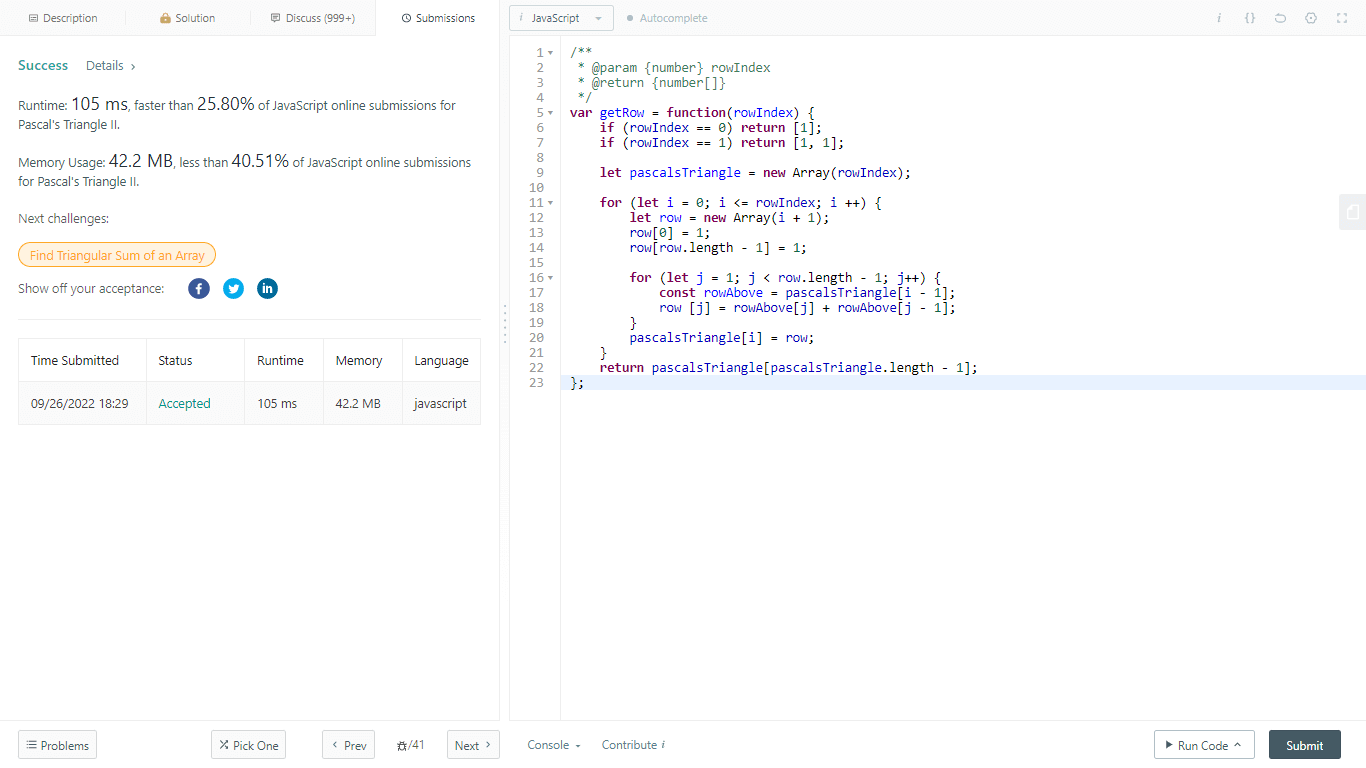 Description
Solution
Discuss (999+)
Submissions
i JavaScript
Autocomplete
i {}
Success
Details ›
Runtime: 105 ms, faster than 25.80% of JavaScript online submissions for
Pascal's Triangle II.
Memory Usage: 42.2 MB, less than 40.51% of JavaScript online submissions
for Pascal's Triangle II.
Next challenges:
Find Triangular Sum of an Array
Show off your acceptance:
f
in
Time Submitted Status Runtime Memory Language
09/26/2022 18:29 Accepted 105 ms 42.2 MB javascript
1 /**
2  * @param {number} rowIndex
3  * @return {number[]}
4  */
5 var getRow = function(rowIndex) {
6     if (rowIndex == 0) return [1];
7     if (rowIndex == 1) return [1, 1];
8
9     let pascalsTriangle = new Array(rowIndex);
10
11     for (let i = 0; i <= rowIndex; i ++) {
12         let row = new Array(i + 1);
13         row[0] = 1;
14         row[row.length - 1] = 1;
15
16         for (let j = 1; j < row.length - 1; j++) {
17             const rowAbove = pascalsTriangle[i - 1];
18             row [j] = rowAbove[j] + rowAbove[j - 1];
19         }
20         pascalsTriangle[i] = row;
21     }
22     return pascalsTriangle[pascalsTriangle.length - 1];
23 };
Problems
Pick One
‹ Prev
/41
Next ›
Console
Contribute i
Run Code
Submit